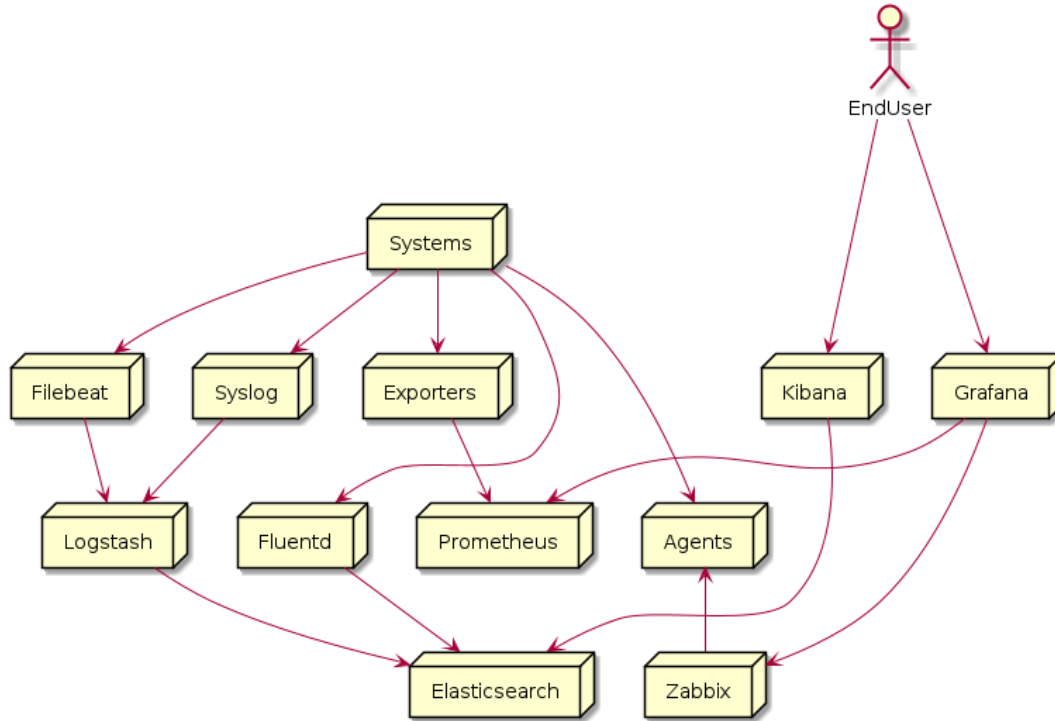 EndUser
Systems
Filebeat
Syslog
Exporters
Kibana
Grafana
Logstash
Fluentd
Prometheus
Agents
Elasticsearch
Zabbix